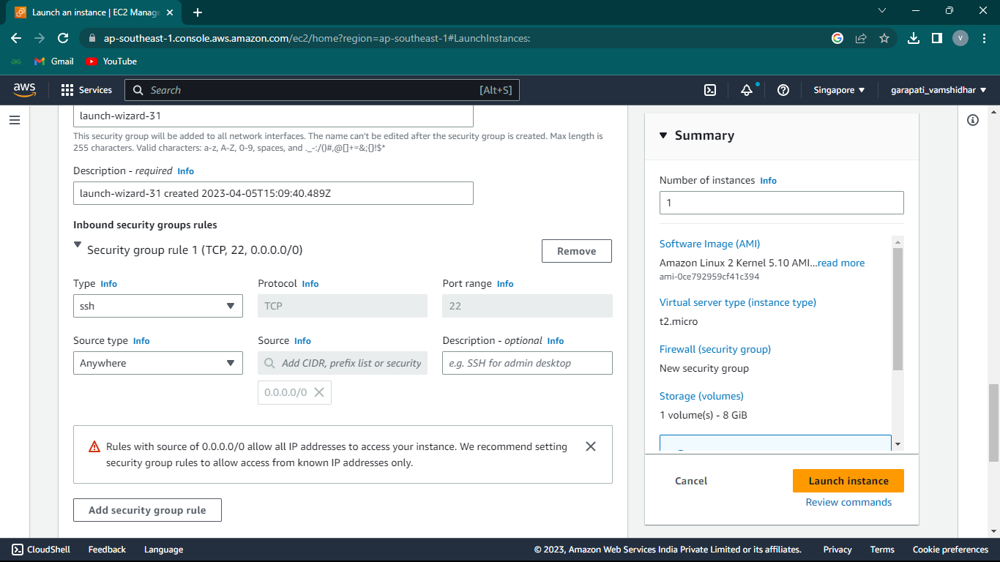 Launch an instance | EC2 Manage
ap-southeast-1.console.aws.amazon.com/ec2/home?region=ap-southeast-1#LaunchInstances:
V
Gmail
YouTube
aws
Services
Search
[Alt+S]
Singapore
garapati_vamshidhar
launch-wizard-31
This security group will be added to all network interfaces. The name can't be edited after the security group is created. Max length is
255 characters. Valid characters: a-z, A-Z, 0-9, spaces, and ._-:/()#,@[]+=&;{}!$*
Description - required Info
launch-wizard-31 created 2023-04-05T15:09:40.489Z
Inbound security groups rules
Security group rule 1 (TCP, 22, 0.0.0.0/0)
Remove
Type Info
Protocol Info
Port range Info
ssh
TCP
22
Source type Info
Source Info
Description - optional Info
Anywhere
Add CIDR, prefix list or security
e.g. SSH for admin desktop
0.0.0.0/0
Rules with source of 0.0.0.0/0 allow all IP addresses to access your instance. We recommend setting
security group rules to allow access from known IP addresses only.
Add security group rule
Summary
Number of instances Info
1
Software Image (AMI)
Amazon Linux 2 Kernel 5.10 AMI...read more
ami-0ce792959cf41c394
Virtual server type (instance type)
t2.micro
Firewall (security group)
New security group
Storage (volumes)
1 volume(s) - 8 GiB
Cancel
Launch instance
Review commands
CloudShell
Feedback
Language
© 2023, Amazon Web Services India Private Limited or its affiliates.
Privacy
Terms
Cookie preferences